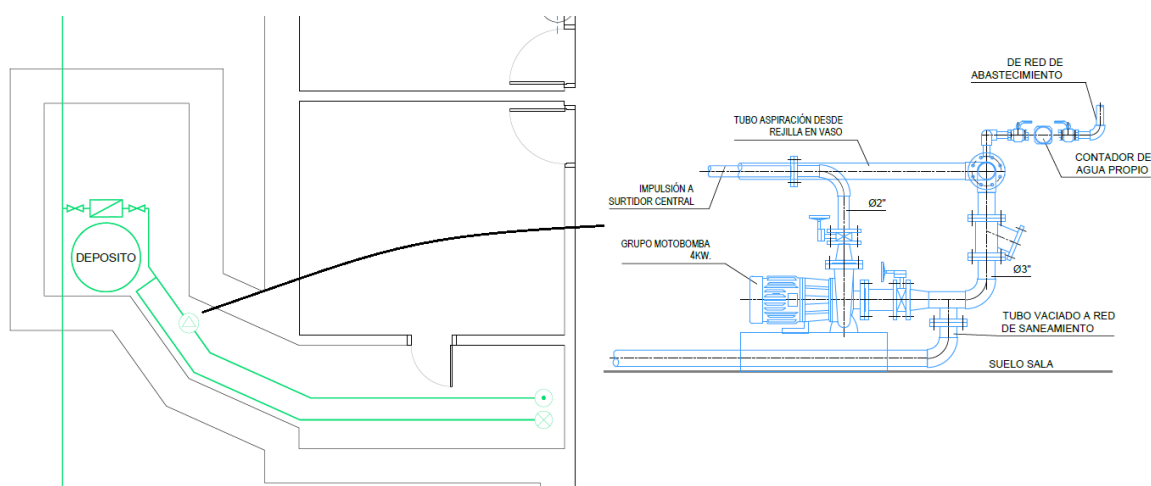 DEPOSITO
DE RED DE
ABASTECIMIENTO
TUBO ASPIRACIÓN DESDE
REJILLA EN VASO
CONTADOR DE
AGUA PROPIO
IMPULSIÓN A
SURTIDOR CENTRAL
Ø2"
GRUPO MOTOBOMBA
4KW.
Ø3"
TUBO VACIADO A RED
DE SANEAMIENTO
SUELO SALA